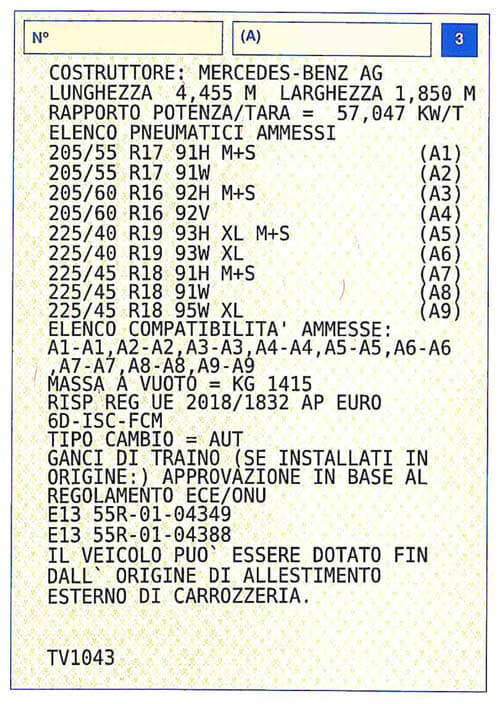 N°
(A)
3
COSTRUTTORE: MERCEDES-BENZ AG
LUNGHEZZA 4,455 M LARGHEZZA 1,850 M
RAPPORTO POTENZA/TARA = 57,047 KW/T
ELENCO PNEUMATICI AMMESSI
205/55 R17 91H M+S (A1)
205/55 R17 91W (A2)
205/60 R16 92H M+S (A3)
205/60 R16 92V (A4)
225/40 R19 93H XL M+S (A5)
225/40 R19 93W XL (A6)
225/45 R18 91H M+S (A7)
225/45 R18 91W (A8)
225/45 R18 95W XL (A9)
ELENCO COMPATIBILITA' AMMESSE:
A1-A1,A2-A2,A3-A3,A4-A4,A5-A5,A6-A6
,A7-A7,A8-A8,A9-A9
MASSA A VUOTO = KG 1415
RISP REG UE 2018/1832 AP EURO
6D-ISC-FCM
TIPO CAMBIO = AUT
GANCI DI TRAINO (SE INSTALLATI IN
ORIGINE:) APPROVAZIONE IN BASE AL
REGOLAMENTO ECE/ONU
E13 55R-01-04349
E13 55R-01-04388
IL VEICOLO PUO` ESSERE DOTATO FIN
DALL` ORIGINE DI ALLESTIMENTO
ESTERNO DI CARROZZERIA.
TV1043